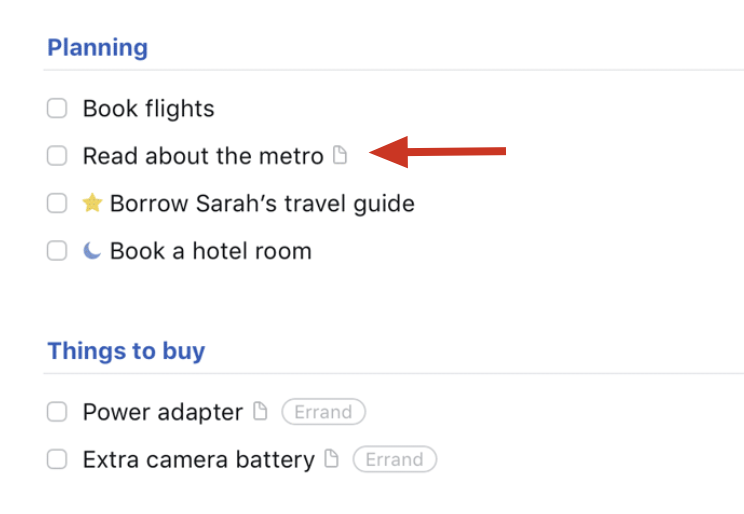 Planning
Book flights
Read about the metro
Borrow Sarah’s travel guide
Book a hotel room
Things to buy
Power adapter Errand
Extra camera battery Errand